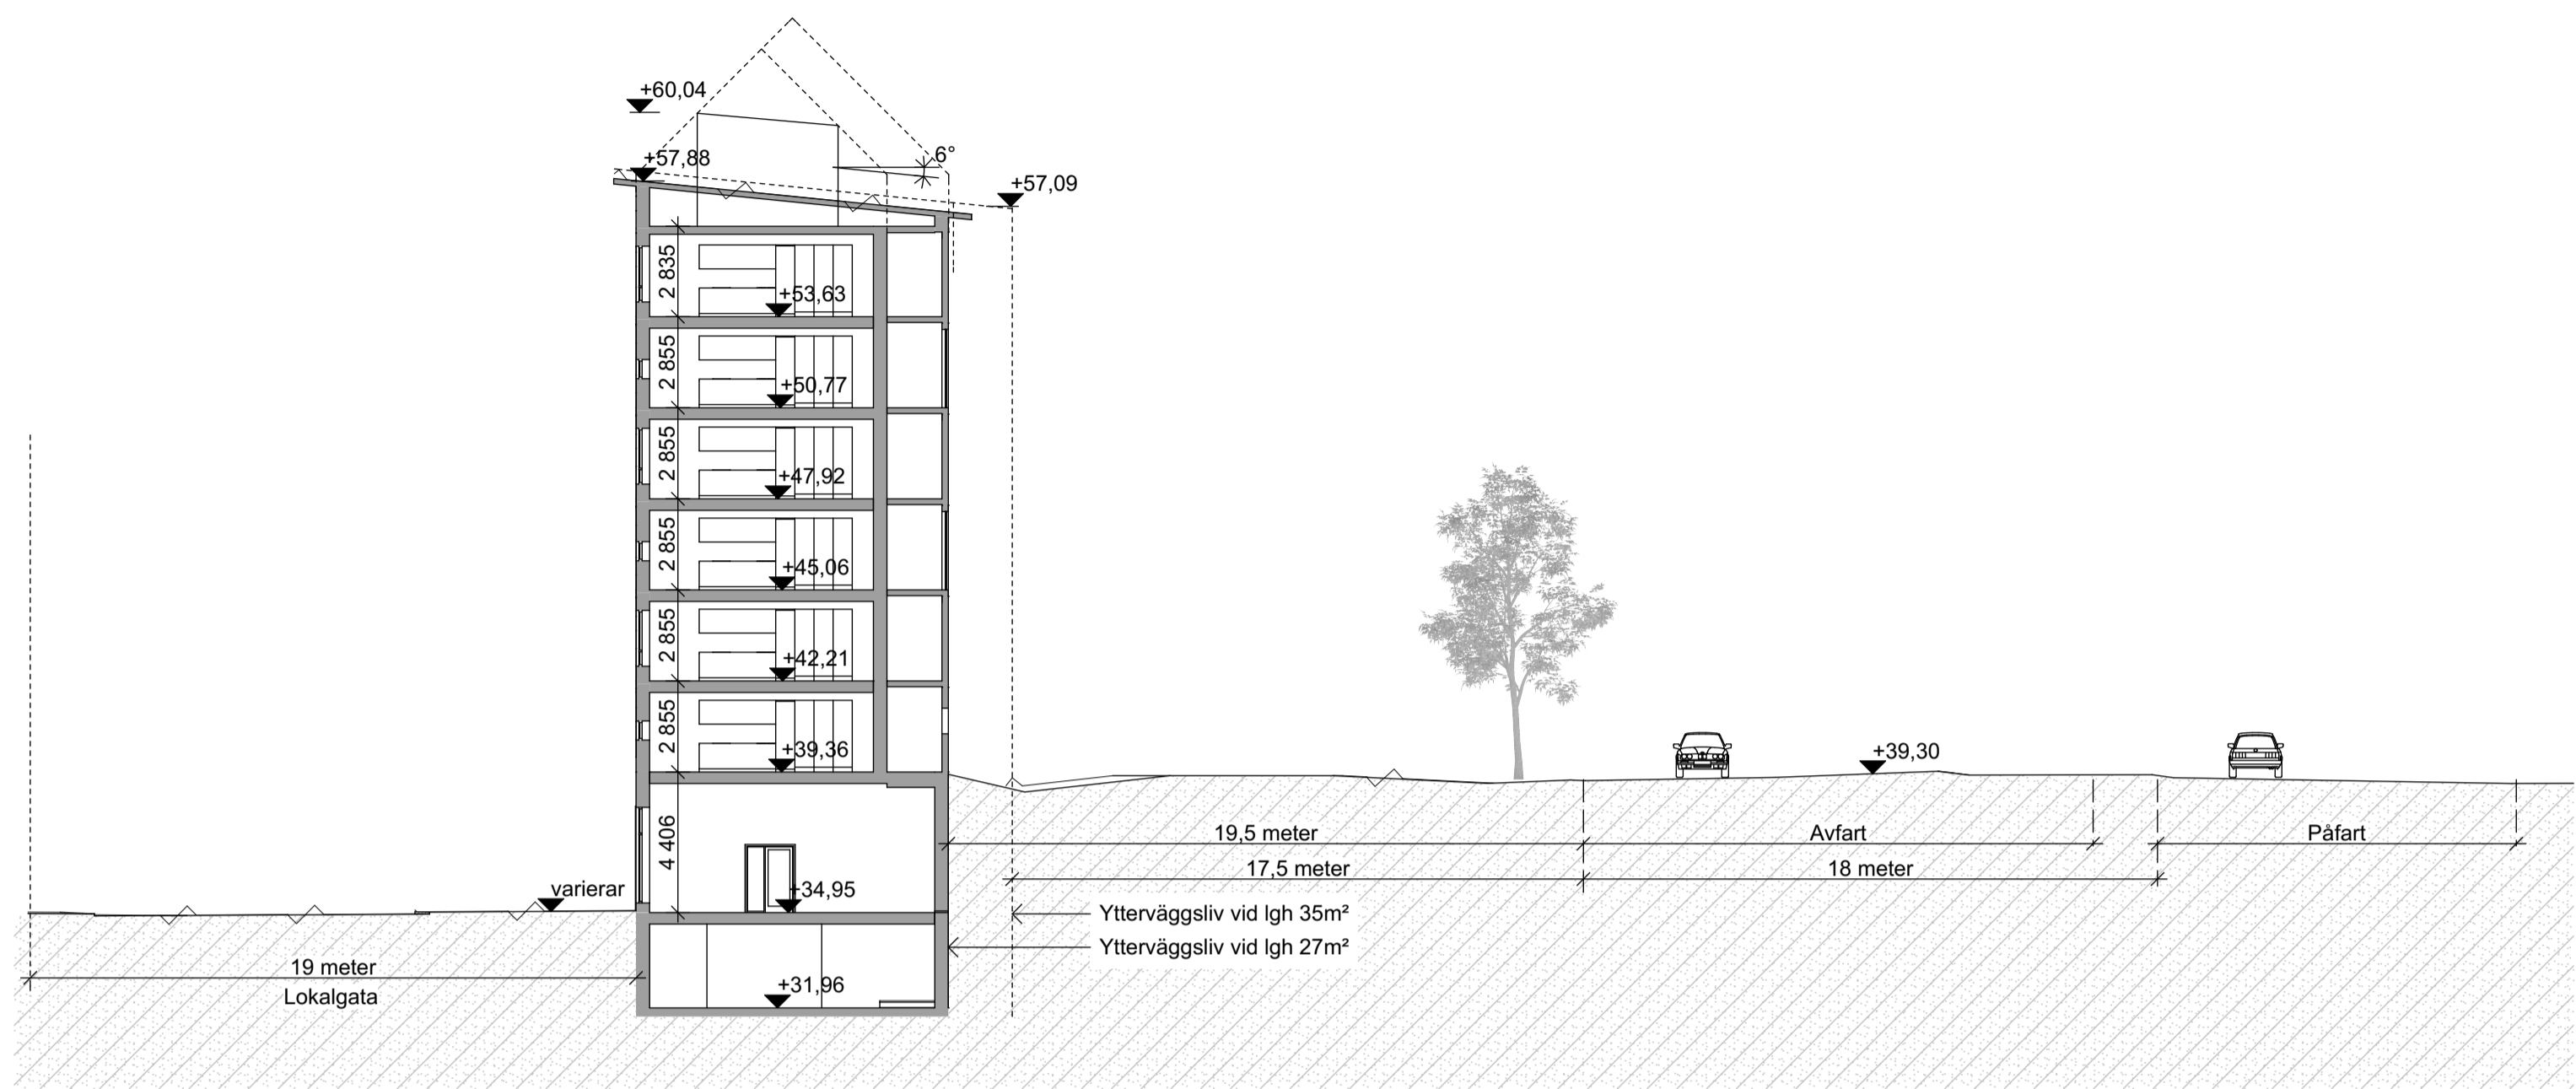 +60,04
+57,88
6°
+57,09
2 835
+53,63
2 855
+50,77
2 855
+47,92
2 855
+45,06
2 855
+42,21
2 855
+39,36
+39,30
4 406
19,5 meter
Avfart
Påfart
17,5 meter
18 meter
varierar
+34,95
Ytterväggsliv vid lgh 35m²
Ytterväggsliv vid lgh 27m²
19 meter
Lokalgata
+31,96